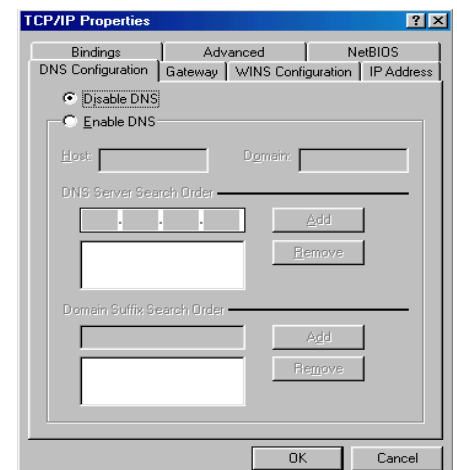 TCP/IP Properties
Bindings Advanced NetBIOS
DNS Configuration Gateway WINS Configuration IP Address
Disable DNS
Enable DNS
Host: Domain:
DNS Server Search Order
Add
Remove
Domain Suffix Search Order
Add
Remove
OK Cancel